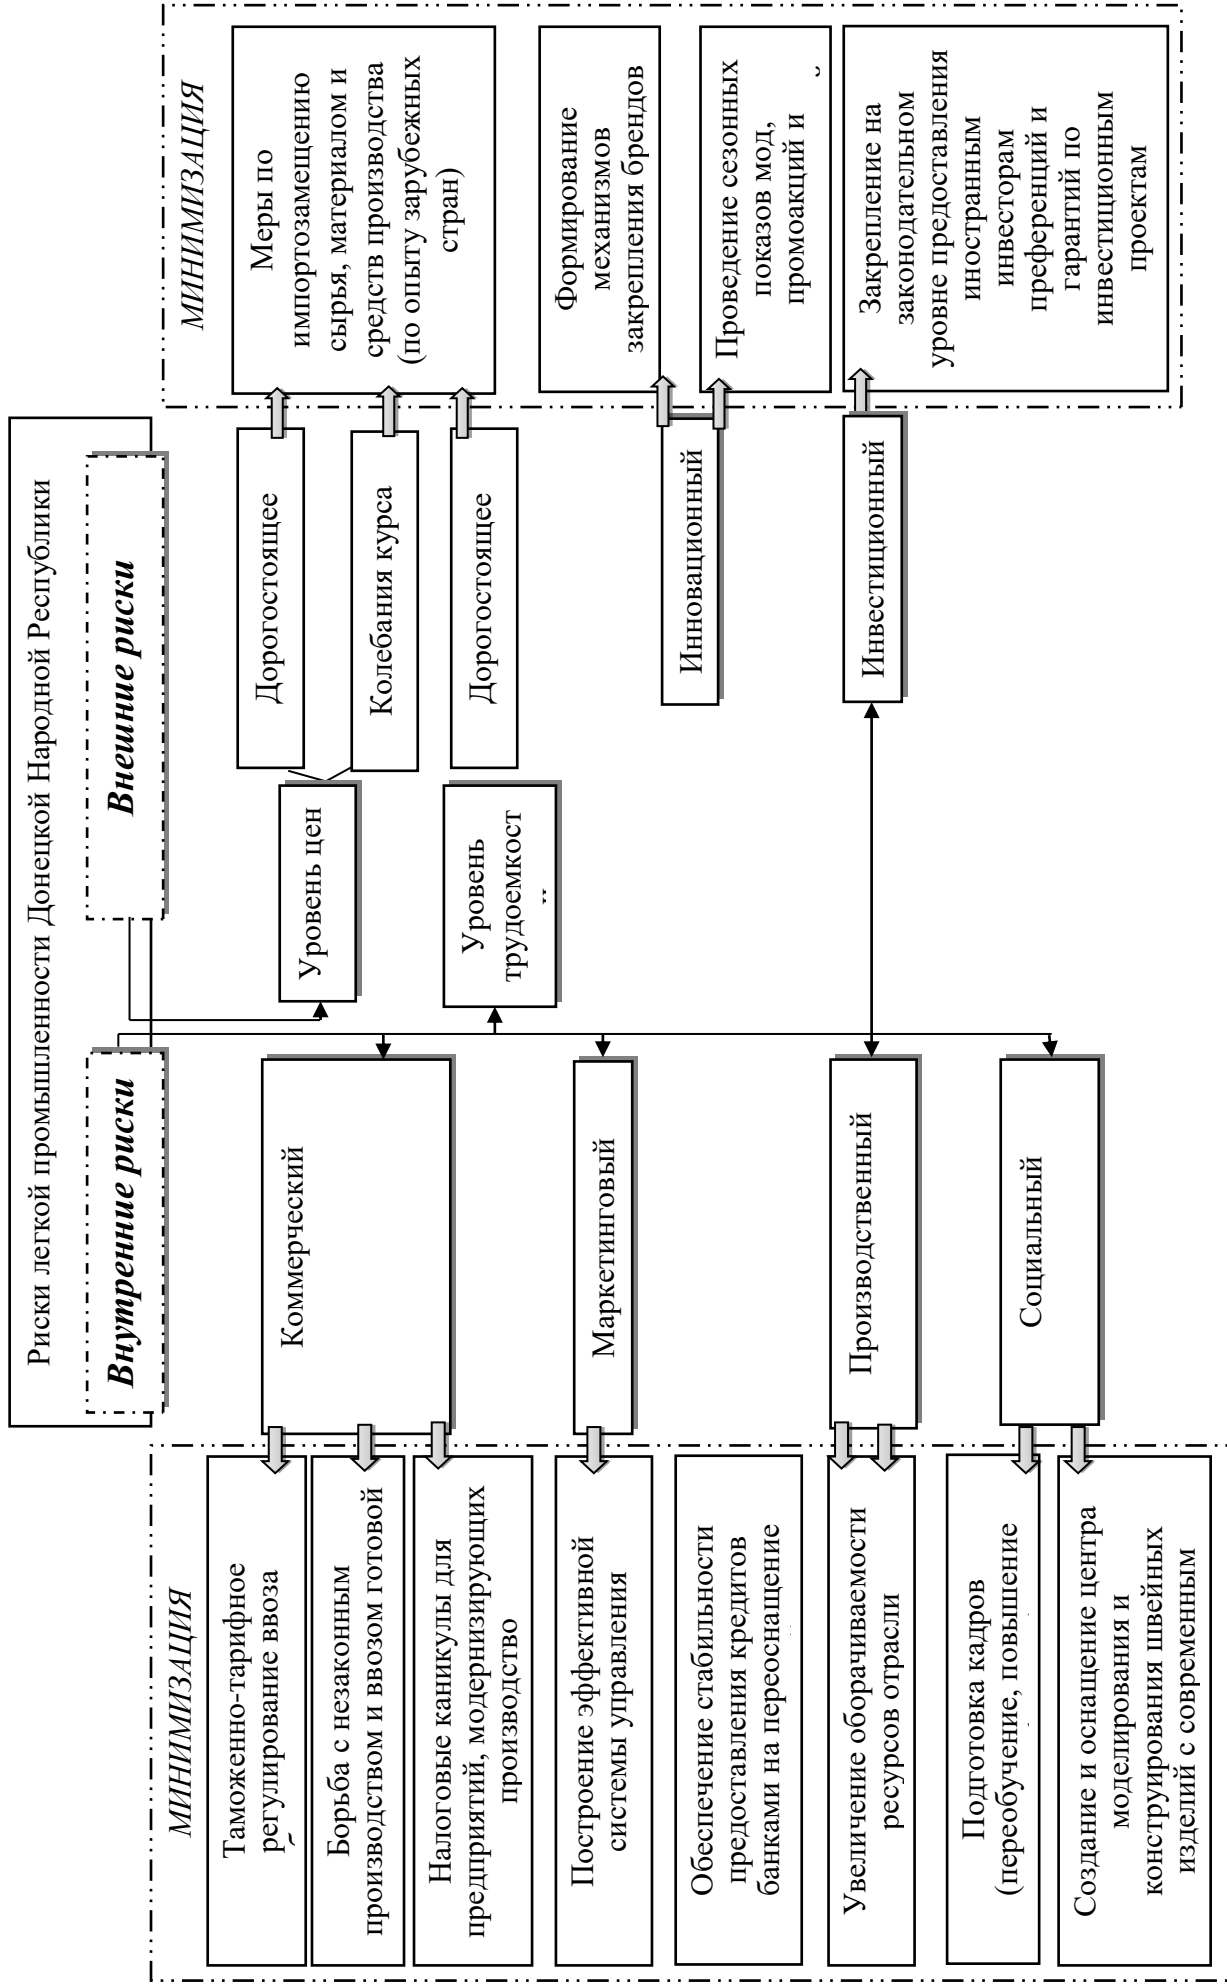 Риски легкой промышленности Донецкой Народной Республики
Внутренние риски
Внешние риски
МИНИМИЗАЦИЯ
Таможенно-тарифное
регулирование ввоза
Борьба с незаконным
производством и ввозом готовой
Налоговые каникулы для
предприятий, модернизирующих
производство
Построение эффективной
системы управления
Обеспечение стабильности
предоставления кредитов
банками на переоснащение
Увеличение оборачиваемости
ресурсов отрасли
Подготовка кадров
(переобучение, повышение
Создание и оснащение центра
моделирования и
конструирования швейных
изделий с современным
Коммерческий
Маркетинговый
Производственный
Социальный
Уровень цен
Уровень
трудоемкост
Дорогостоящее
Колебания курса
Дорогостоящее
Инновационный
Инвестиционный
МИНИМИЗАЦИЯ
Меры по
импортозамещению
сырья, материалом и
средств производства
(по опыту зарубежных
стран)
Формирование
механизмов
закрепления брендов
Проведение сезонных
показов мод,
промоакций и
Закрепление на
законодательном
уровне предоставления
иностранным
инвесторам
преференций и
гарантий по
инвестиционным
проектам